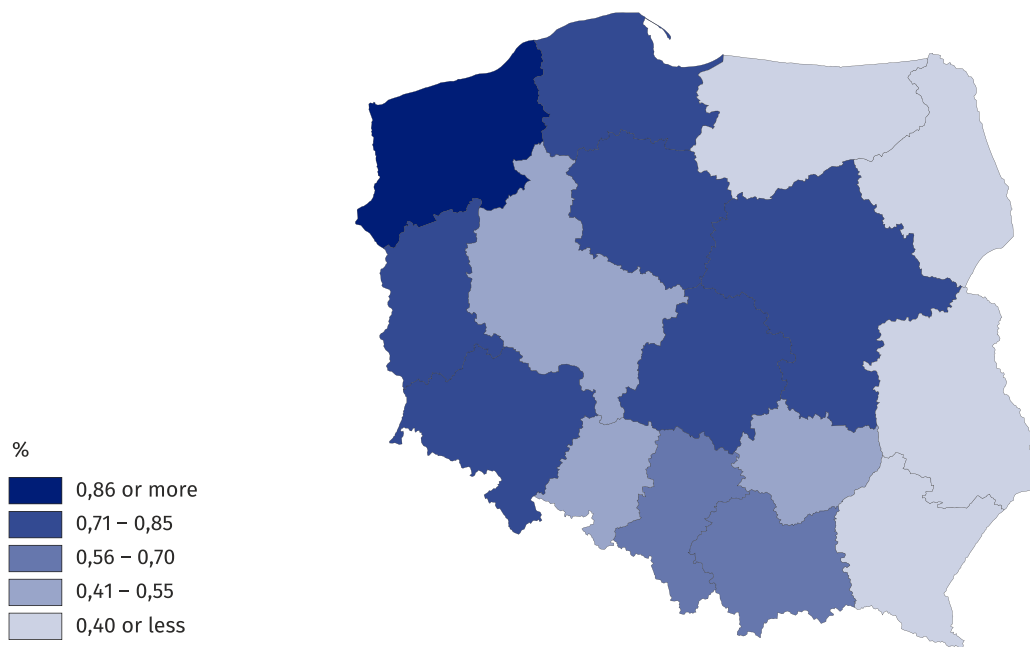 %
0,86 or more
0,71 – 0,85
0,56 – 0,70
0,41 – 0,55
0,40 or less